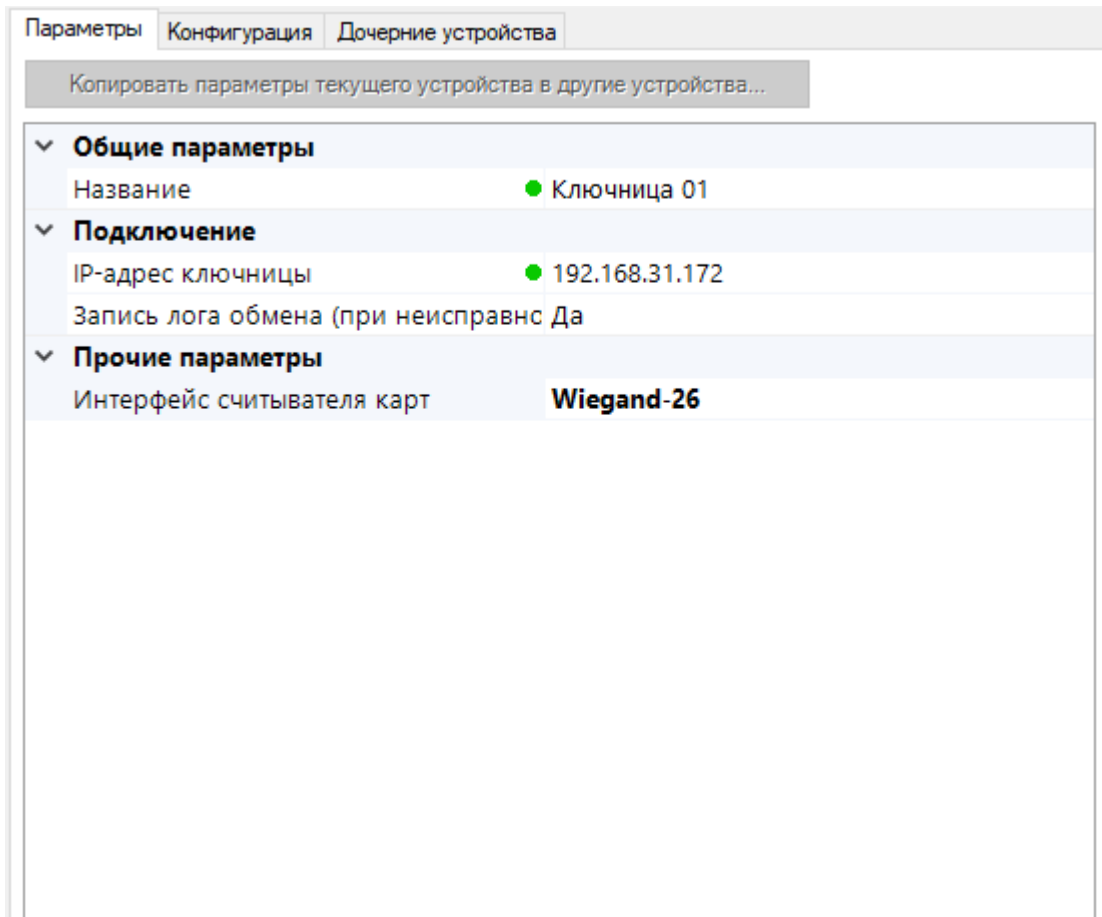 Параметры Конфигурация Дочерние устройства
Копировать параметры текущего устройства в другие устройства...
Общие параметры
Название Ключница 01
Подключение
IP-адрес ключницы 192.168.31.172
Запись лога обмена (при неисправно Да
Прочие параметры
Интерфейс считывателя карт Wiegand-26